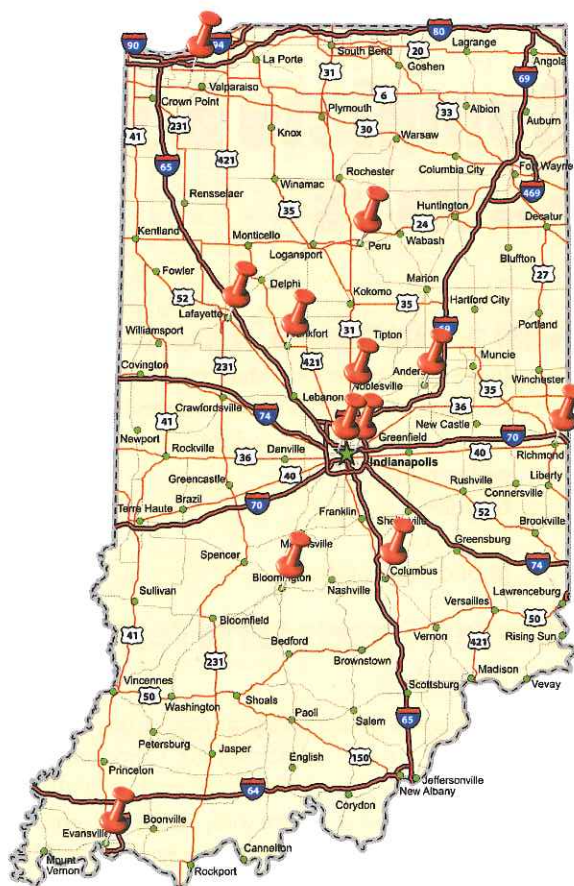 90
94
80
South Bend
20
Lagrange
La Porte
Goshen
Angola
31
Valparaiso
69
6
Crown Point
33
Albion
41
231
Plymouth
Auburn
30
Knox
Warsaw
421
65
Columbia City
Fort Wayne
Rochester
Rensselaer
Winamac
469
35
Huntington
24
Decatur
Kentland
Monticello
Peru
Wabash
Logansport
Bluffton
Fowler
Delphi
27
Marion
52
Kokomo
35
Hartford City
Lafayette
Portland
31
69
Williamsport
Tipton
421
Muncie
Covington
231
Noblesville
35
Winchester
Lebanon
Crawfordsville
74
36
41
New Castle
Newport
Greenfield
70
Rockville
36
Danville
Indianapolis
40
Richmond
40
Greencastle
Rushville
Liberty
Connersville
Terre Haute
Brazil
70
Franklin
52
Brookville
Greensburg
Spencer
74
Bloomington
Columbus
Sullivan
Nashville
Lawrenceburg
Versailles
50
Bloomfield
41
Vernon
Rising Sun
Bedford
421
231
Brownstown
Madison
Vincennes
Vevay
50
Scottsburg
Washington
Shoals
Paoli
Salem
65
Petersburg
Jasper
English
150
Princeton
Jeffersonville
64
New Albany
Corydon
Evansville
Boonville
Mount
Vernon
Cannelton
Rockport